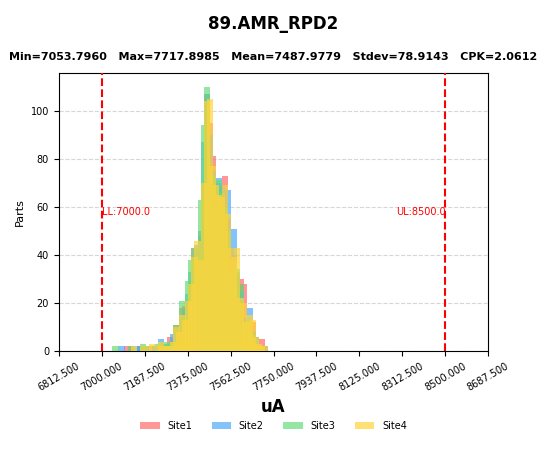 89.AMR_RPD2
Min=7053.7960 Max=7717.8985 Mean=7487.9779 Stdev=78.9143 CPK=2.0612
100
80
60
40
20
0
Parts
LL:7000.0
UL:8500.0
6812.500 7000.000 7187.500 7375.000 7562.500 7750.000 7937.500 8125.000 8312.500 8500.000 8687.500
uA
Site1 Site2 Site3 Site4